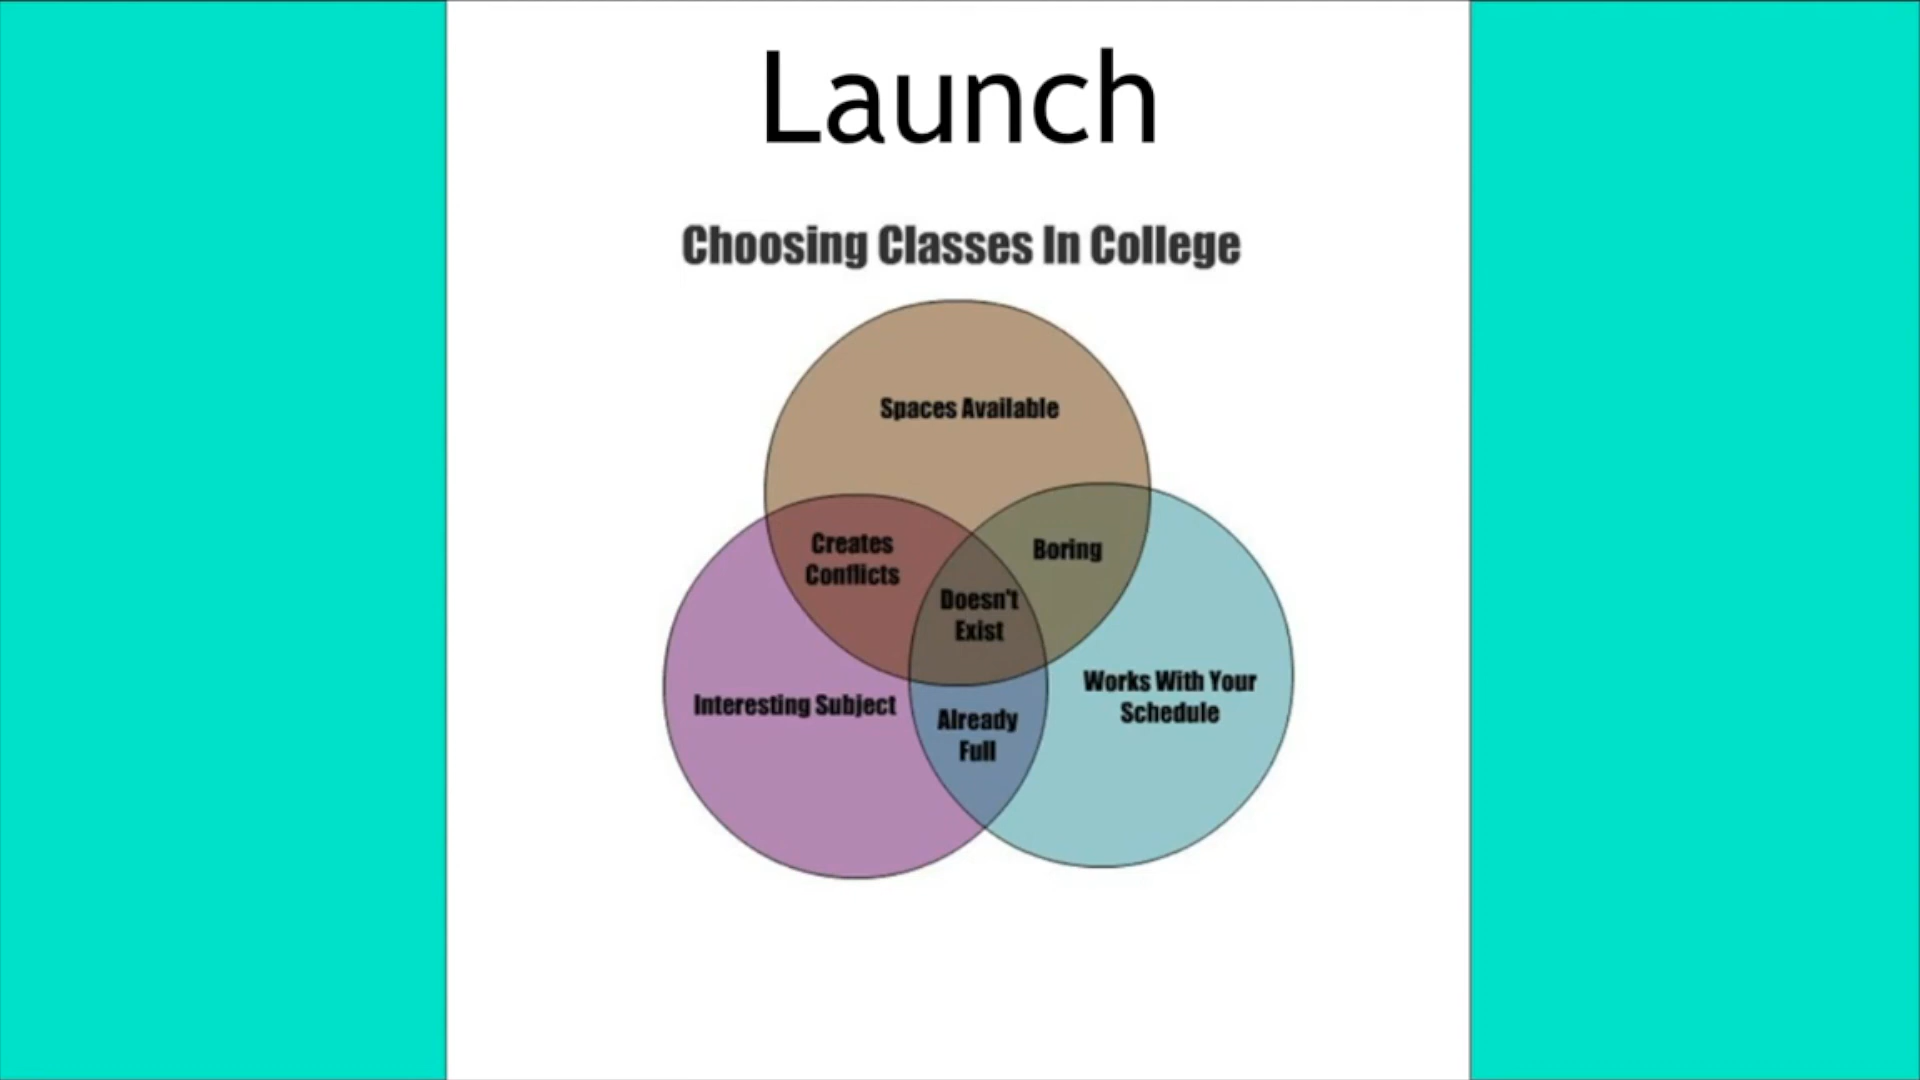 Launch
Choosing Classes In College
Spaces Available
Creates
Conflicts
Boring
Doesn't
Exist
Interesting Subject
Works With Your
Schedule
Already
Full